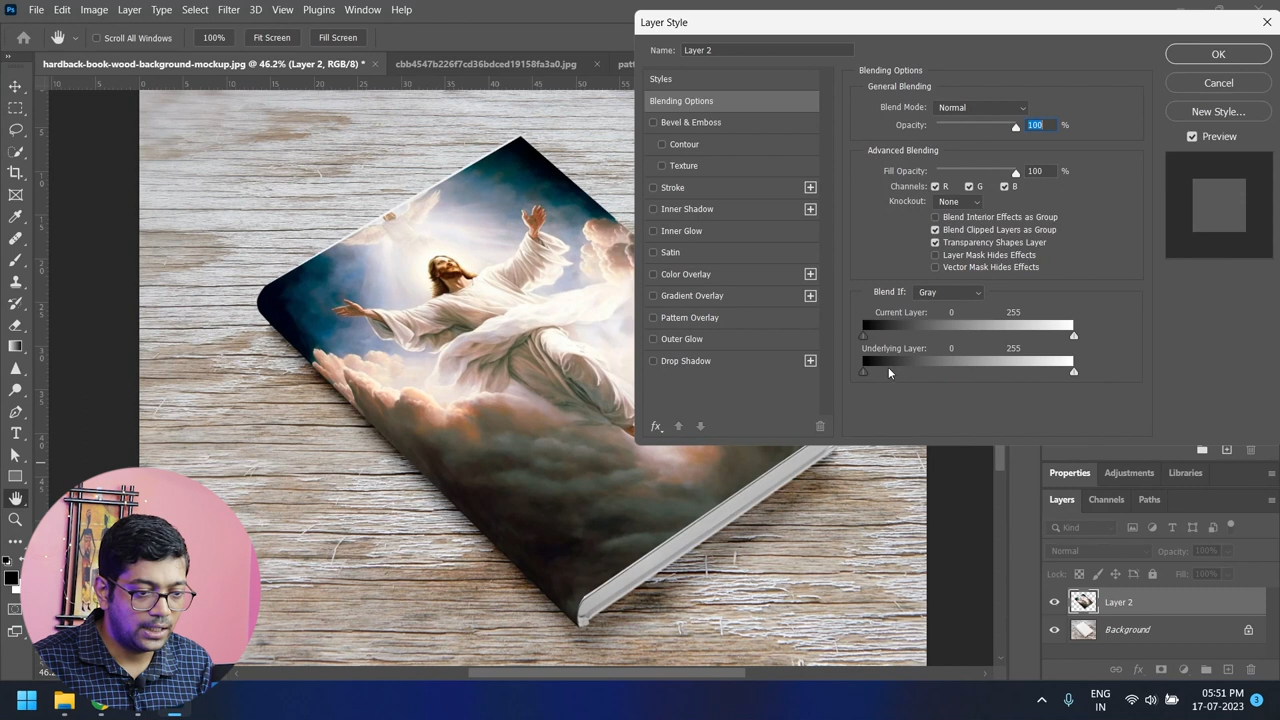 File Edit Image Layer Type Select Filter 3D View Plugins Window Help
Scroll All Windows 100% Fit Screen Fill Screen
hardback-book-wood-background-mockup.jpg @ 46.2% (Layer 2, RGB/8) * × cbb4547b226f7cd36bdced19158fa3a0.jpg
Layer Style
Name: Layer 2
Styles
Blending Options
Bevel & Emboss
Contour
Texture
Stroke
Inner Shadow
Inner Glow
Satin
Color Overlay
Gradient Overlay
Pattern Overlay
Outer Glow
Drop Shadow
fx
Blending Options
General Blending
Blend Mode: Normal
Opacity: 100 %
Advanced Blending
Fill Opacity: 100 %
Channels: R G B
Knockout: None
Blend Interior Effects as Group
Blend Clipped Layers as Group
Transparency Shapes Layer
Layer Mask Hides Effects
Vector Mask Hides Effects
Blend If: Gray
Current Layer: 0 255
Underlying Layer: 0 255
OK
Cancel
New Style...
Preview
Properties Adjustments Libraries
Layers Channels Paths
Kind
Normal Opacity: 100%
Lock: Fill: 100%
Layer 2
Background
fx
ENG
IN
05:51 PM
17-07-2023
3